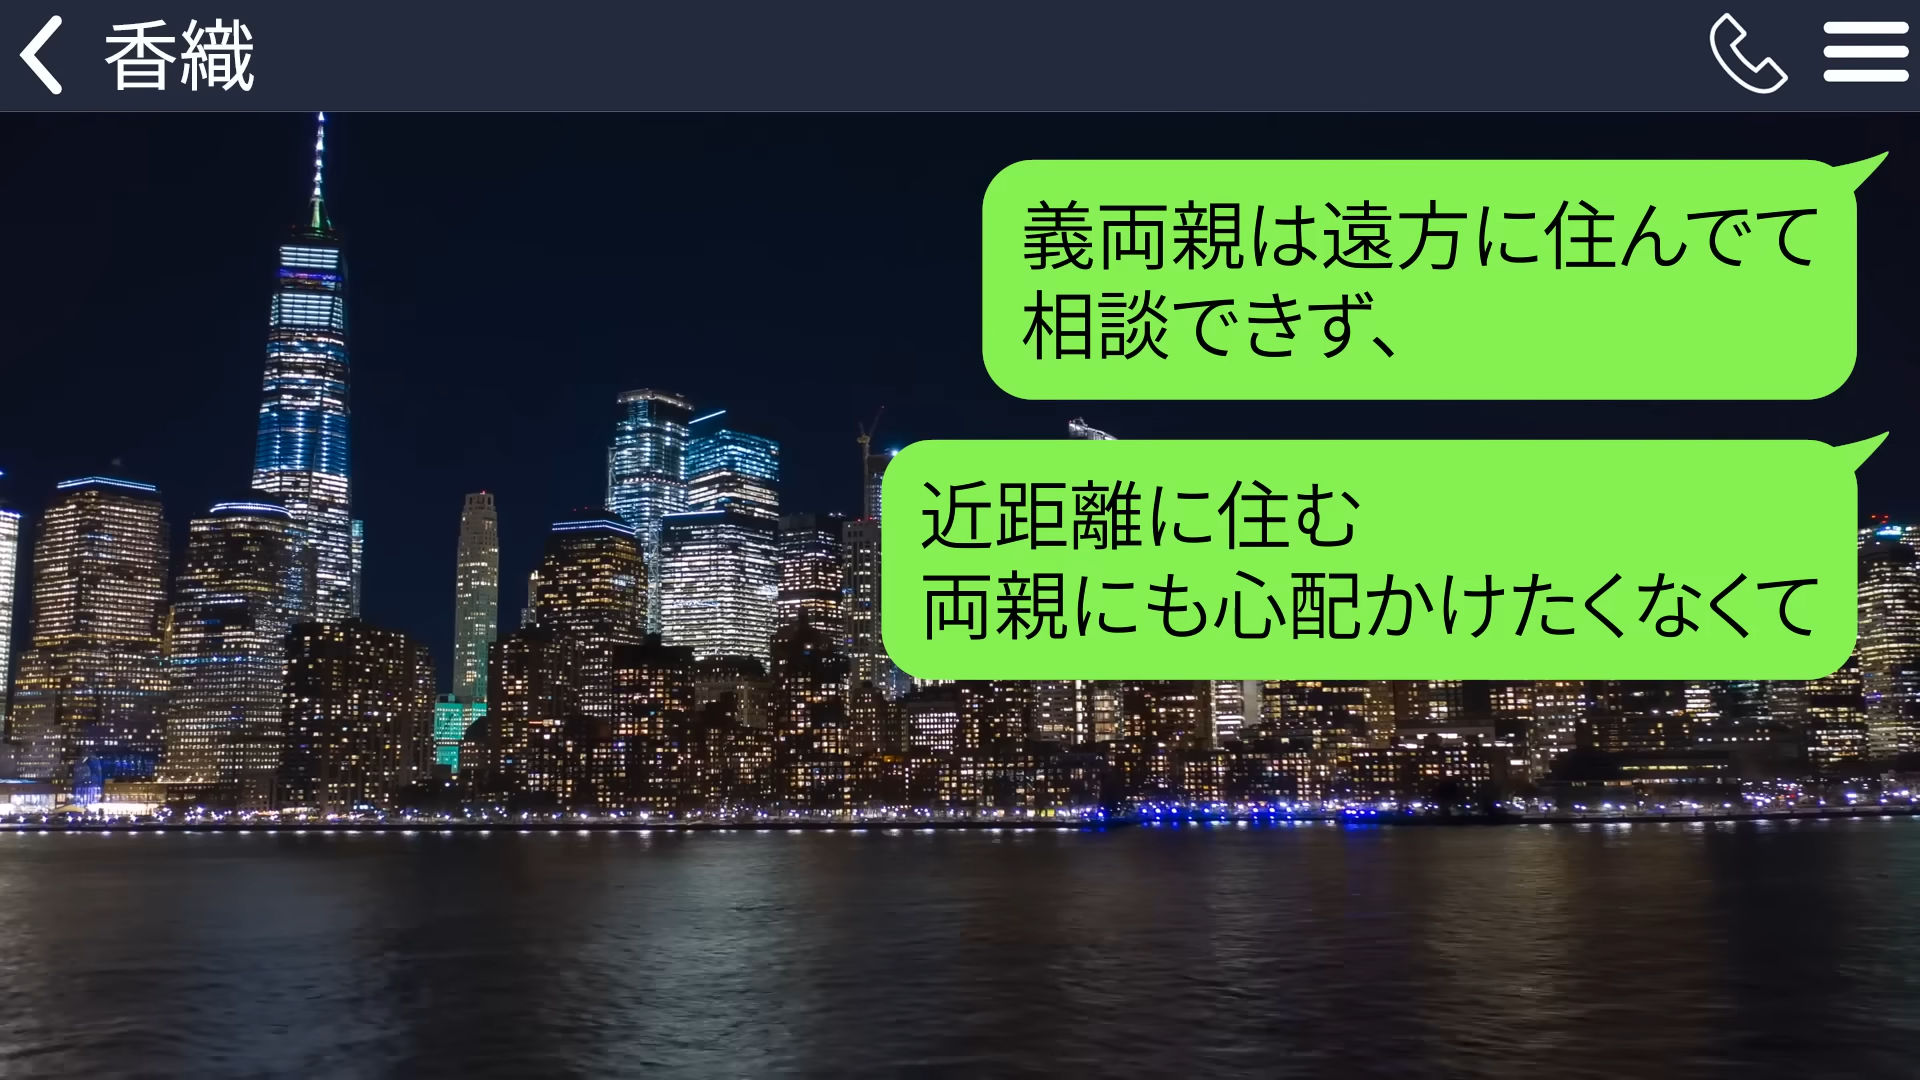 香織
義両親は遠方に住んでて
相談できず、
近距離に住む
両親にも心配かけたくなくて